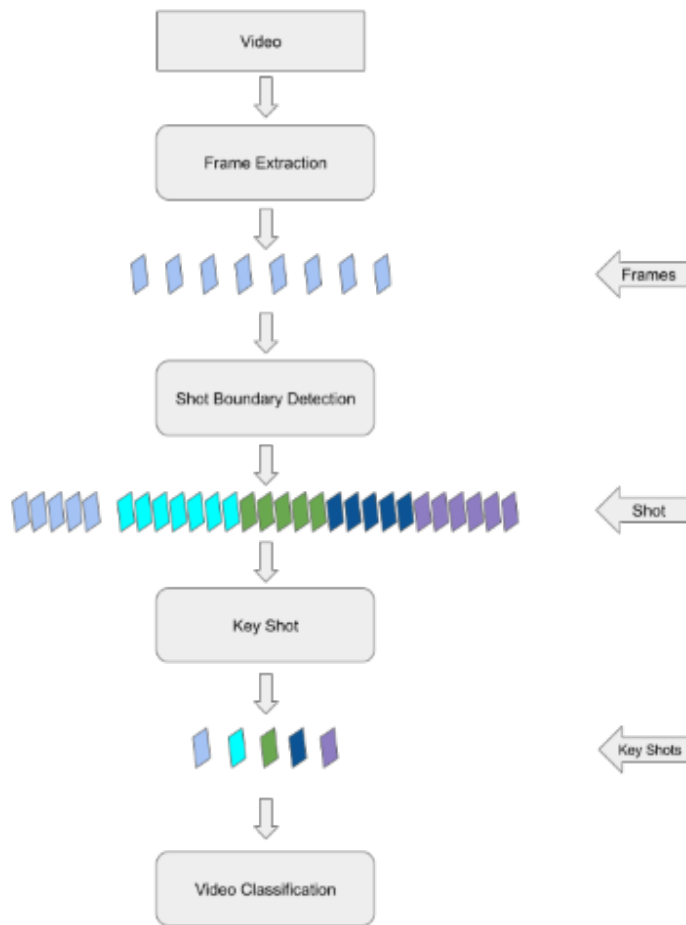 Video
Frame Extraction
Frames
Shot Boundary Detection
Shot
Key Shot
Key Shots
Video Classification